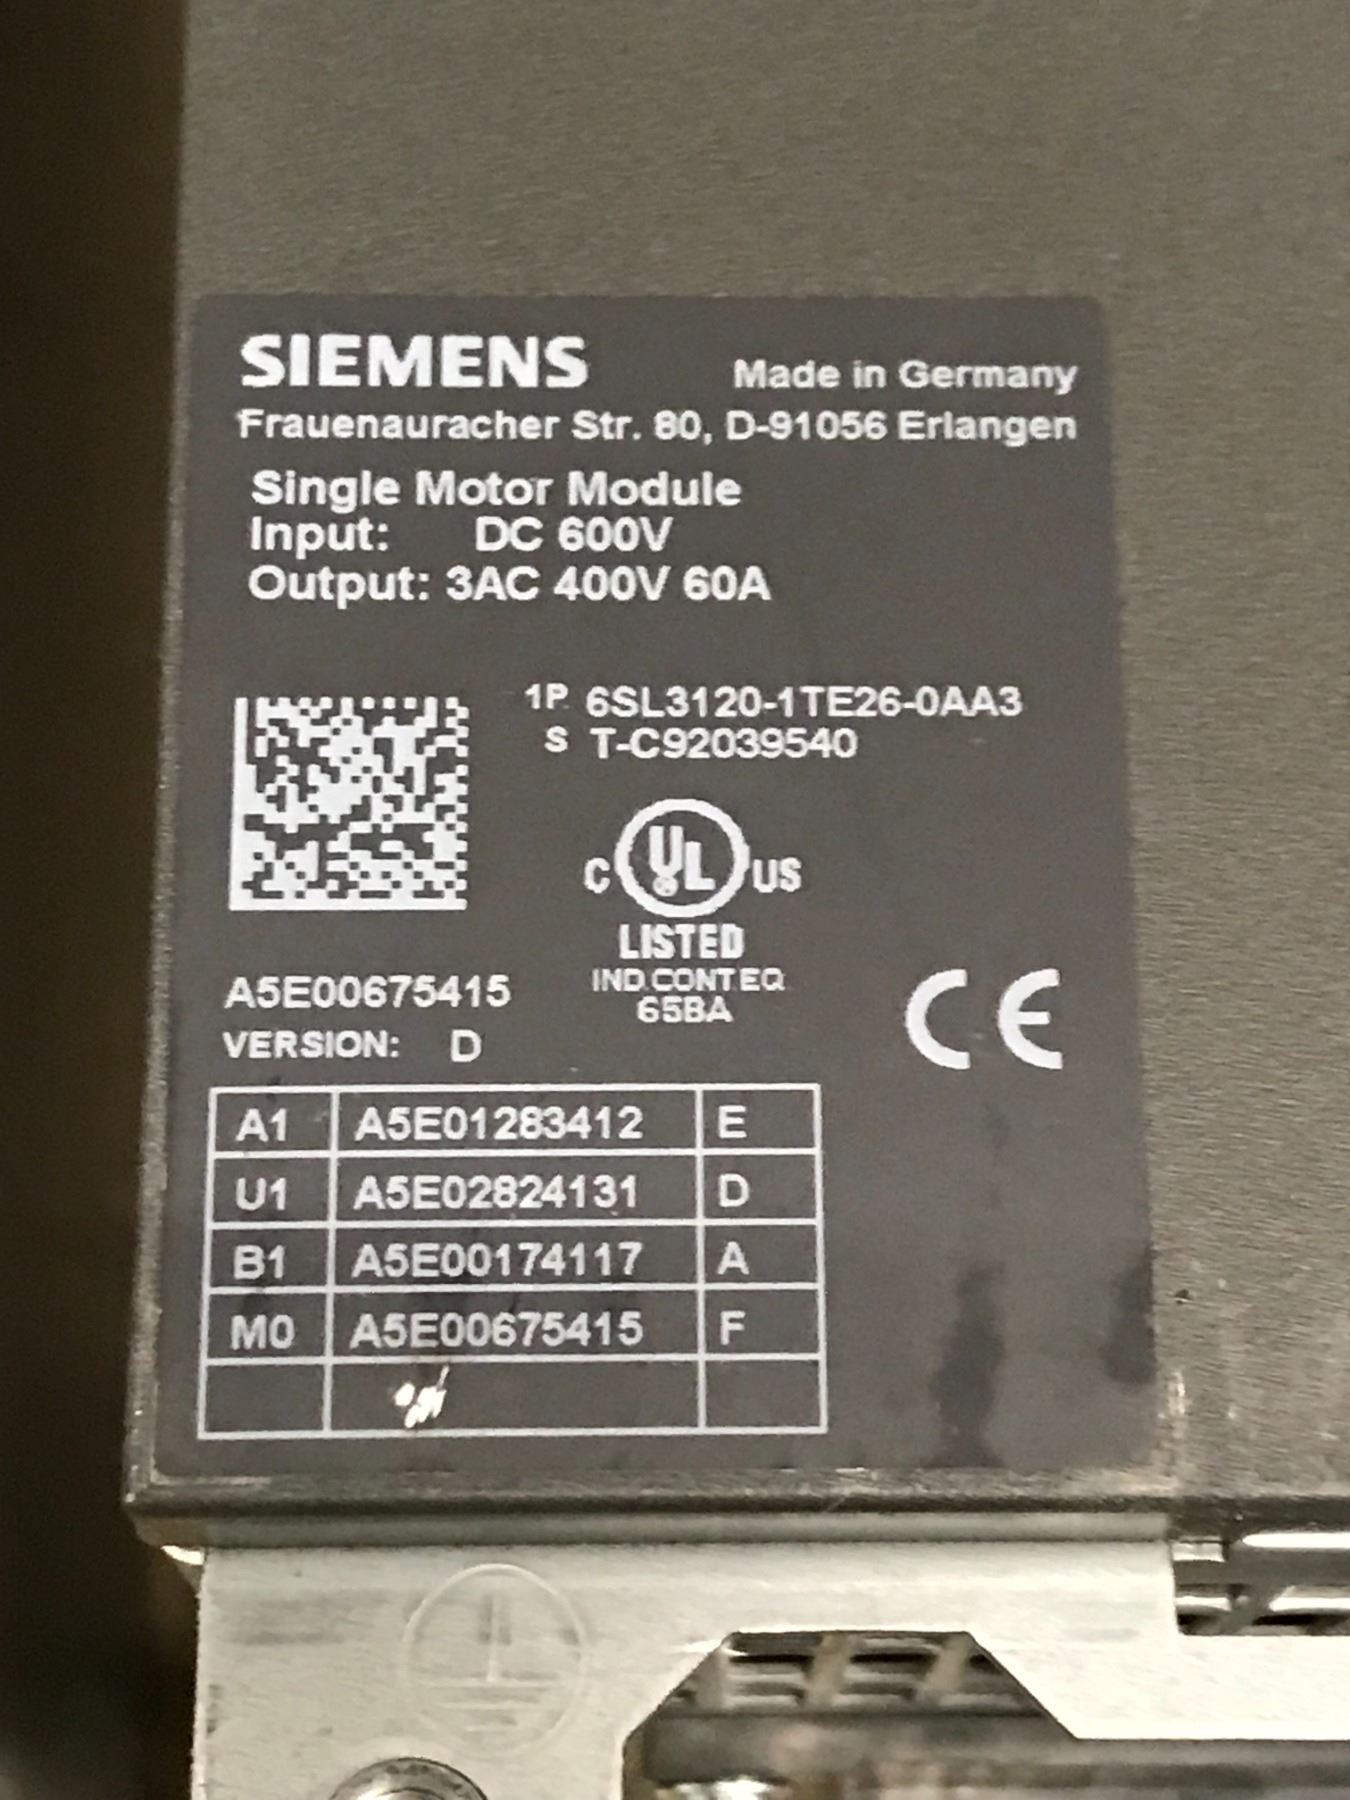 SIEMENS Made in Germany
Frauenauracher Str. 80, D-91056 Erlangen
Single Motor Module
Input: DC 600V
Output: 3AC 400V 60A
1P 6SL3120-1TE26-0AA3
S T-C92039540
C UL US
LISTED
IND.CONT.EQ
65BA
CE
A5E00675415
VERSION: D
A1 A5E01283412 E
U1 A5E02824131 D
B1 A5E00174117 A
M0 A5E00675415 F